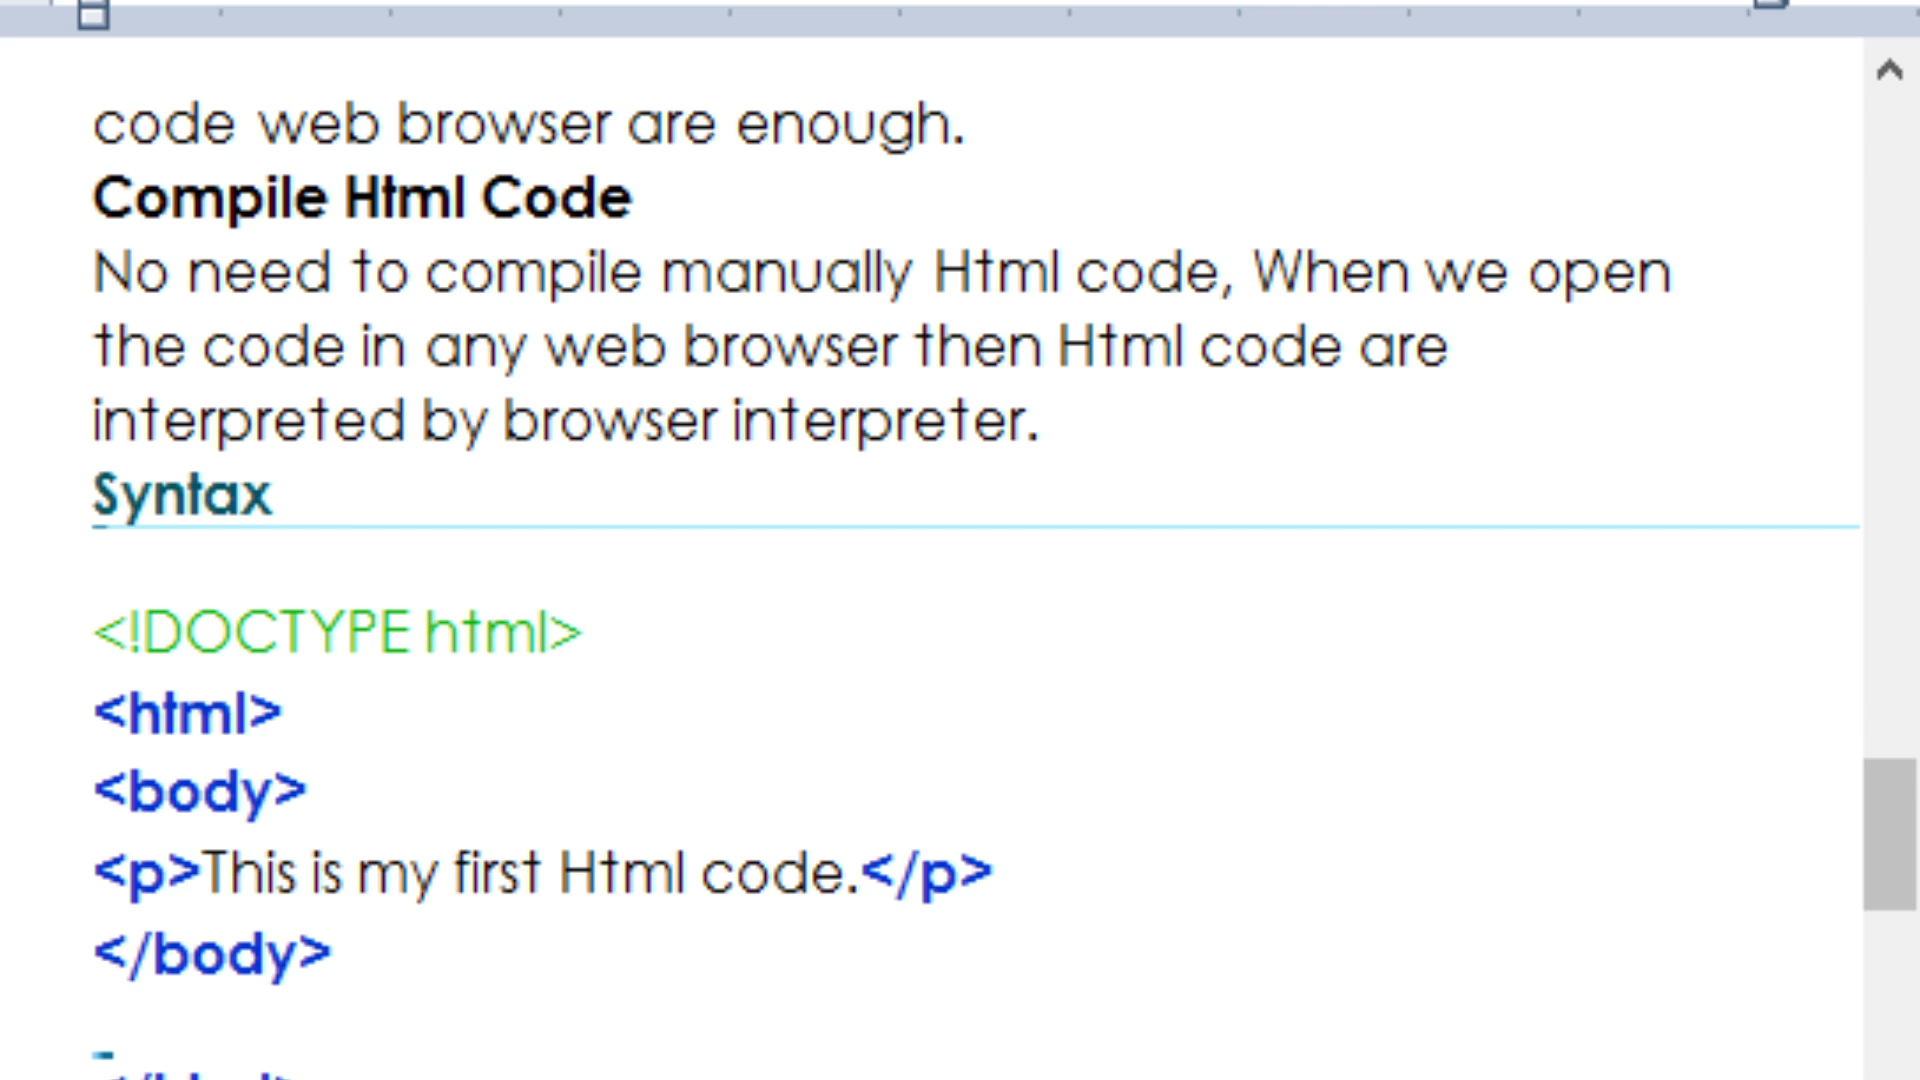 code web browser are enough.
Compile Html Code
No need to compile manually Html code, When we open
the code in any web browser then Html code are
interpreted by browser interpreter.
Syntax
<!DOCTYPE html>
<html>
<body>
<p>This is my first Html code.</p>
</body>